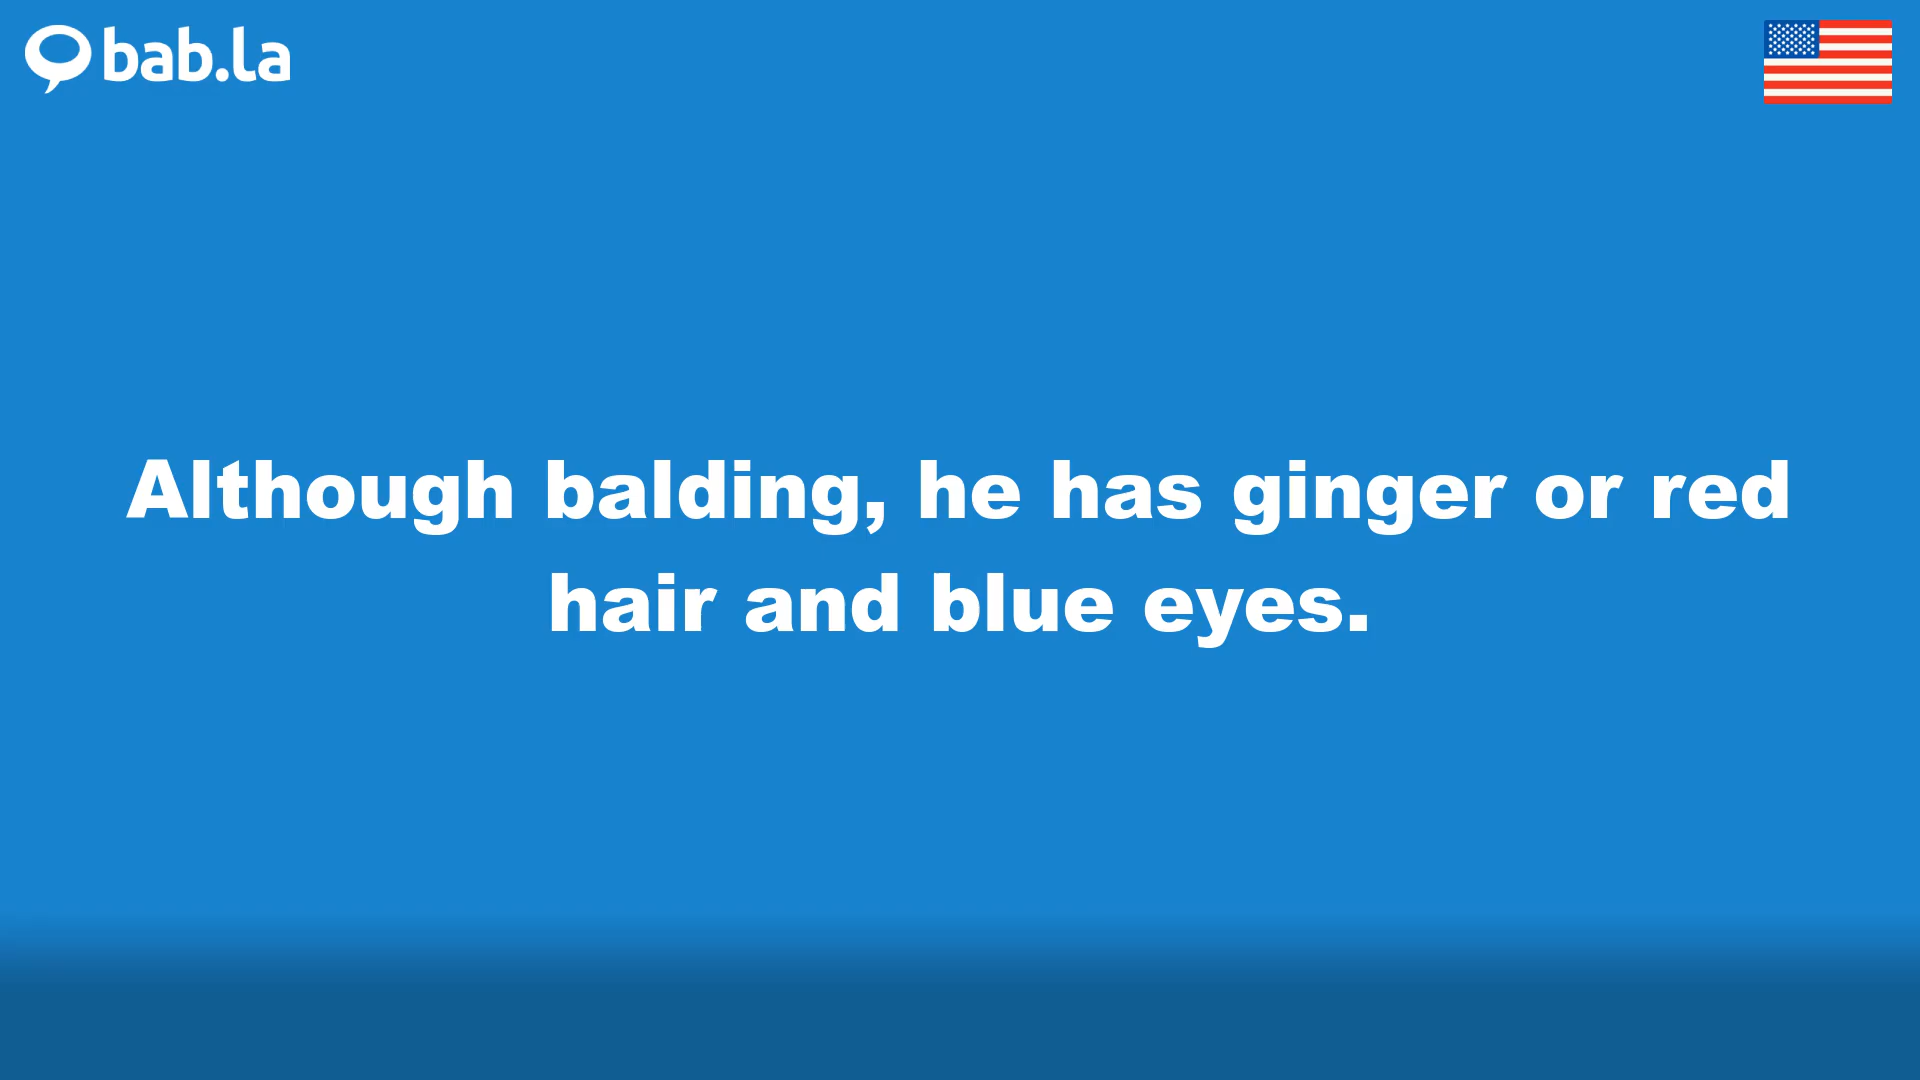 bab.la
Although balding, he has ginger or red
hair and blue eyes.